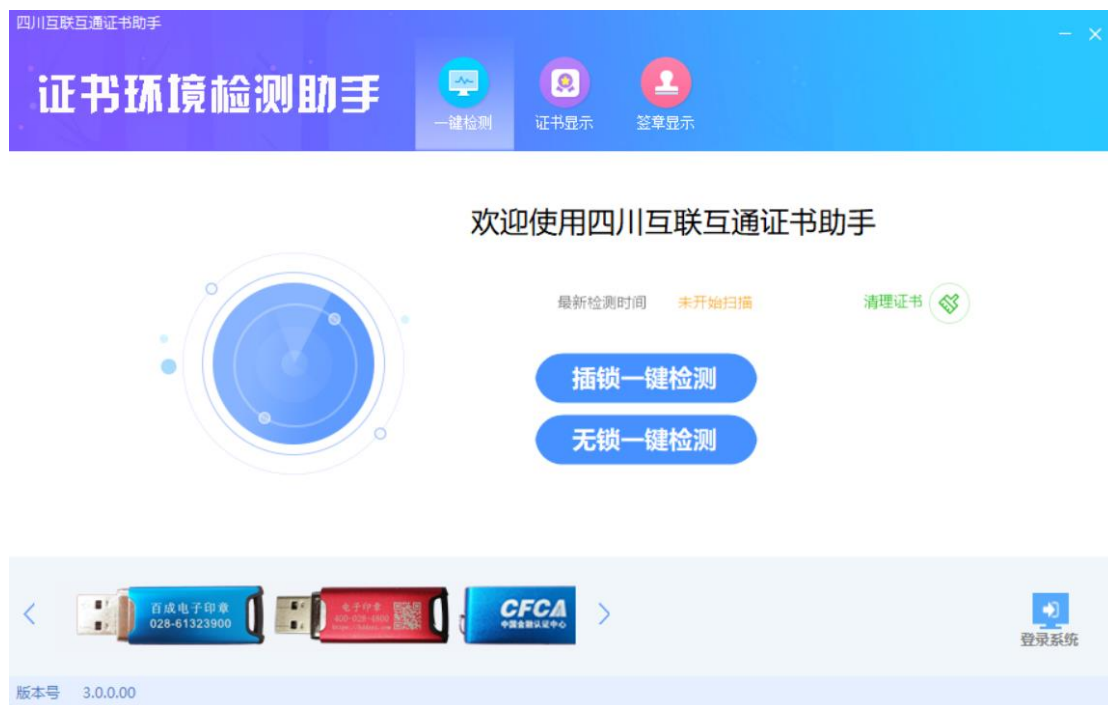 四川互联互通证书助手
证书环境检测助手
一键检测
证书显示
签章显示
欢迎使用四川互联互通证书助手
最新检测时间 未开始扫描
清理证书
插锁一键检测
无锁一键检测
百成电子印章
028-61323900
电子印章
400-028-4900
CFCA
中国金融认证中心
登录系统
版本号 3.0.0.00